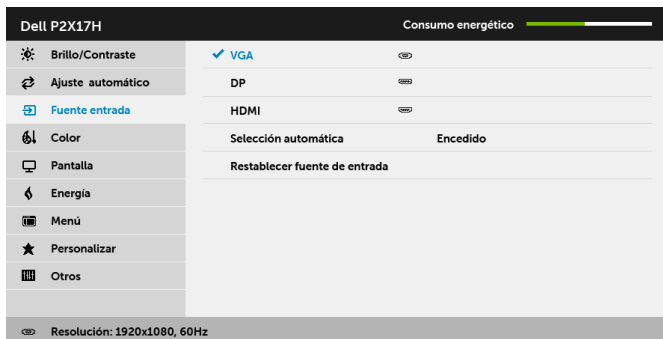 Dell P2X17H
Consumo energético
Brillo/Contraste
Ajuste automático
Fuente entrada
Color
Pantalla
Energía
Menú
Personalizar
Otros
VGA
DP
HDMI
Selección automática Encedido
Restablecer fuente de entrada
Resolución: 1920x1080, 60Hz